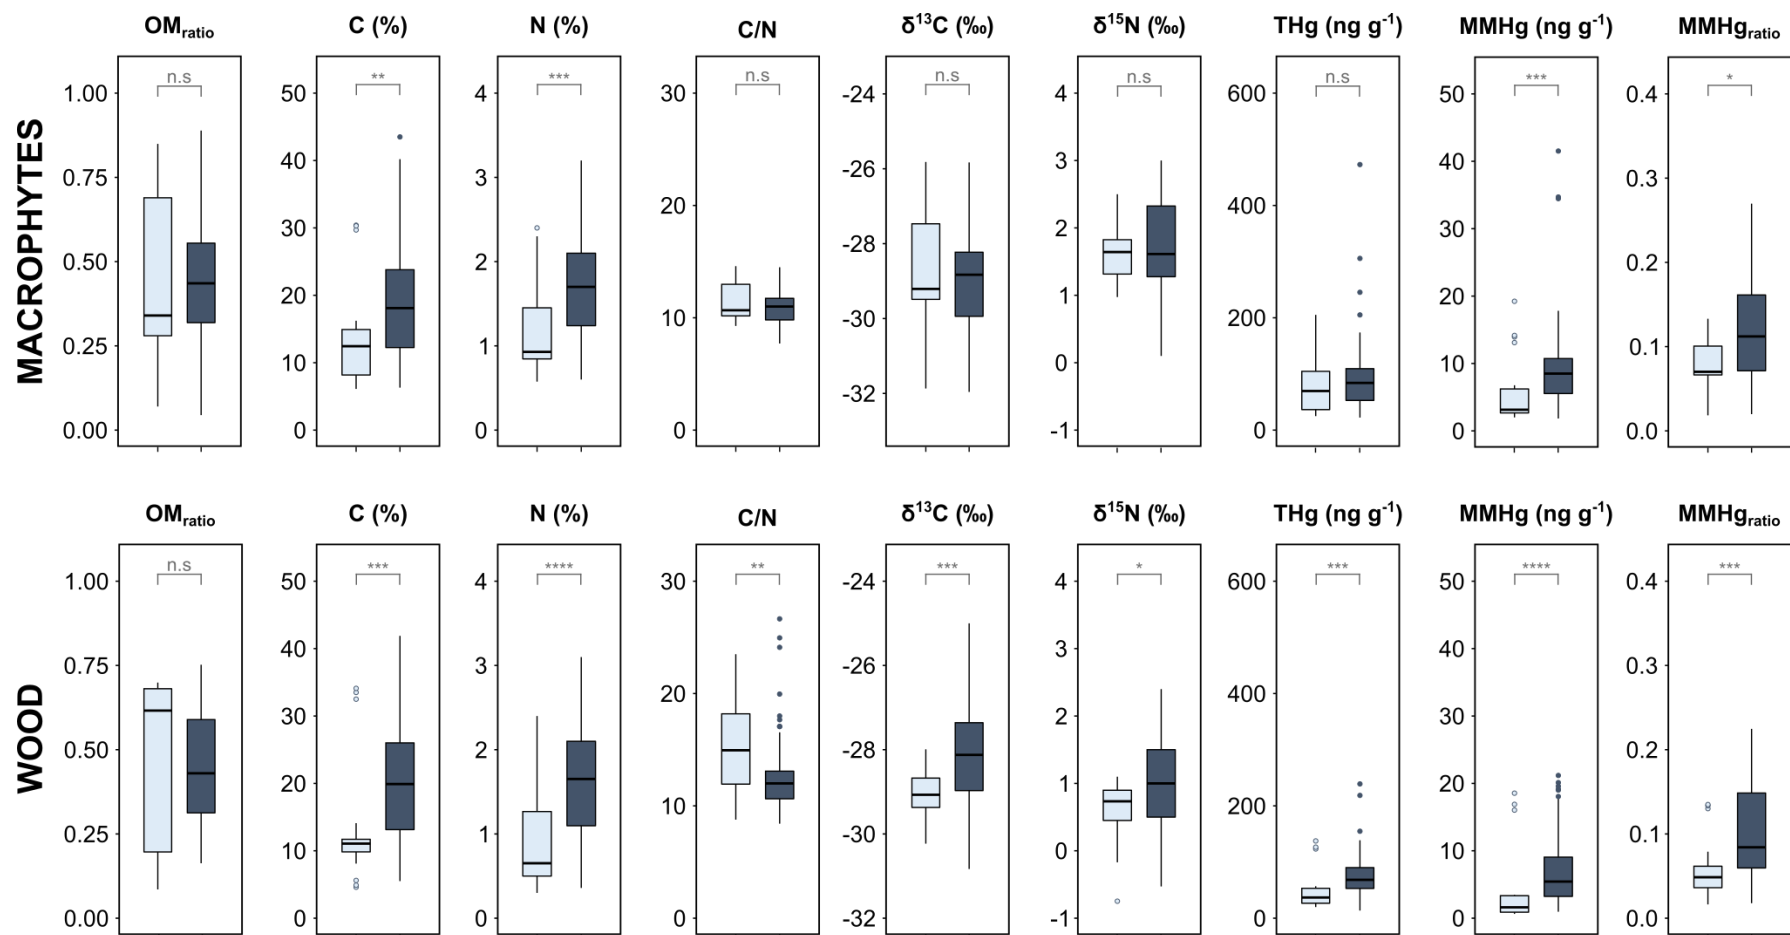 OMratio C (%) N (%) C/N δ13C (‰) δ15N (‰) THg (ng g-1) MMHg (ng g-1) MMHgratio
MACROPHYTES
n.s ** *** n.s n.s n.s n.s *** *
1.00 50 4 30 -24 4 600 50 0.4
0.75 40 3 20 -26 3 400 40 0.3
0.50 30 2 10 -28 2 200 30 0.2
0.25 20 1 0 -30 1 0 20 0.1
0.00 10 0 -32 0 10 0.0
0 -1 0
OMratio C (%) N (%) C/N δ13C (‰) δ15N (‰) THg (ng g-1) MMHg (ng g-1) MMHgratio
WOOD
n.s *** **** ** *** * *** **** ***
1.00 50 4 30 -24 4 600 50 0.4
0.75 40 3 20 -26 3 400 40 0.3
0.50 30 2 10 -28 2 200 30 0.2
0.25 20 1 0 -30 1 0 20 0.1
0.00 10 0 -32 0 10 0.0
0 -1 0